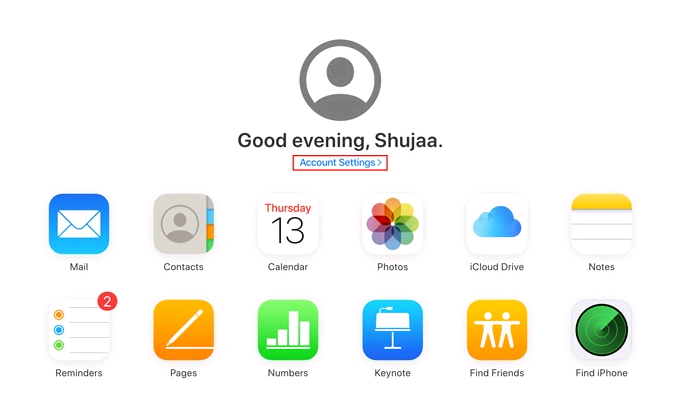 Good evening, Shujaa.
Account Settings >
Thursday
13
Mail
Contacts
Calendar
Photos
iCloud Drive
Notes
2
Reminders
Pages
Numbers
Keynote
Find Friends
Find iPhone